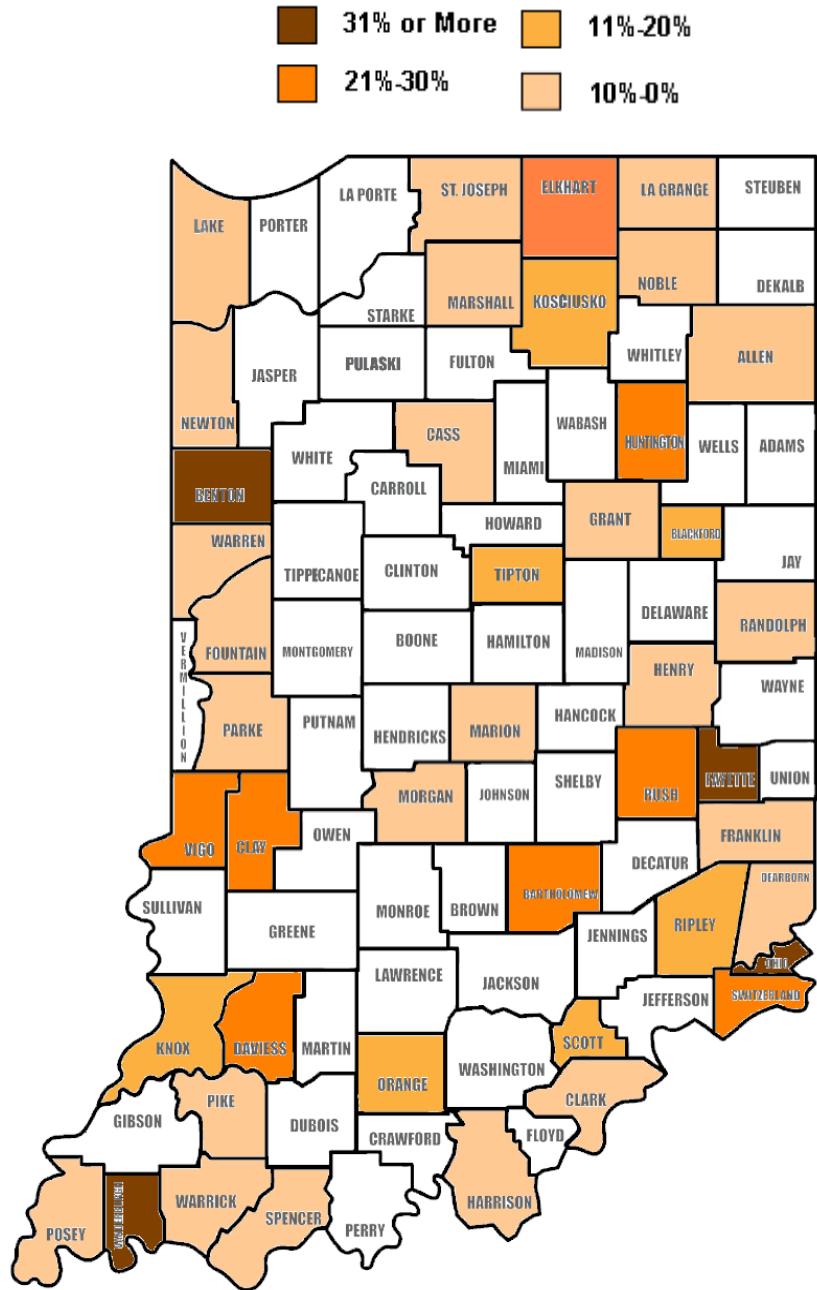 31% or More
11%-20%
21%-30%
10%-0%
LAKE
PORTER
LA PORTE
ST. JOSEPH
ELKHART
LA GRANGE
STEUBEN
NOBLE
DEKALB
MARSHALL
KOSCIUSKO
STARKE
NEWTON
JASPER
PULASKI
FULTON
WHITLEY
ALLEN
CASS
WABASH
HUNTINGTON
WELLS
ADAMS
WHITE
MIAMI
BENTON
CARROLL
HOWARD
GRANT
BLACKFORD
WARREN
TIPPECANOE
CLINTON
TIPTON
JAY
DELAWARE
RANDOLPH
VERMILLION
FOUNTAIN
MONTGOMERY
BOONE
HAMILTON
MADISON
HENRY
WAYNE
PARKE
PUTNAM
HENDRICKS
MARION
HANCOCK
MORGAN
JOHNSON
SHELBY
RUSH
FAYETTE
UNION
VIGO
CLAY
OWEN
FRANKLIN
DECATUR
DEARBORN
SULLIVAN
GREENE
MONROE
BROWN
BARTHOLOMEW
JENNINGS
RIPLEY
OHIO
LAWRENCE
JACKSON
JEFFERSON
SWITZERLAND
KNOX
DAVIESS
MARTIN
ORANGE
WASHINGTON
SCOTT
CLARK
GIBSON
PIKE
DUBOIS
CRAWFORD
FLOYD
POSEY
WARRICK
SPENCER
PERRY
HARRISON